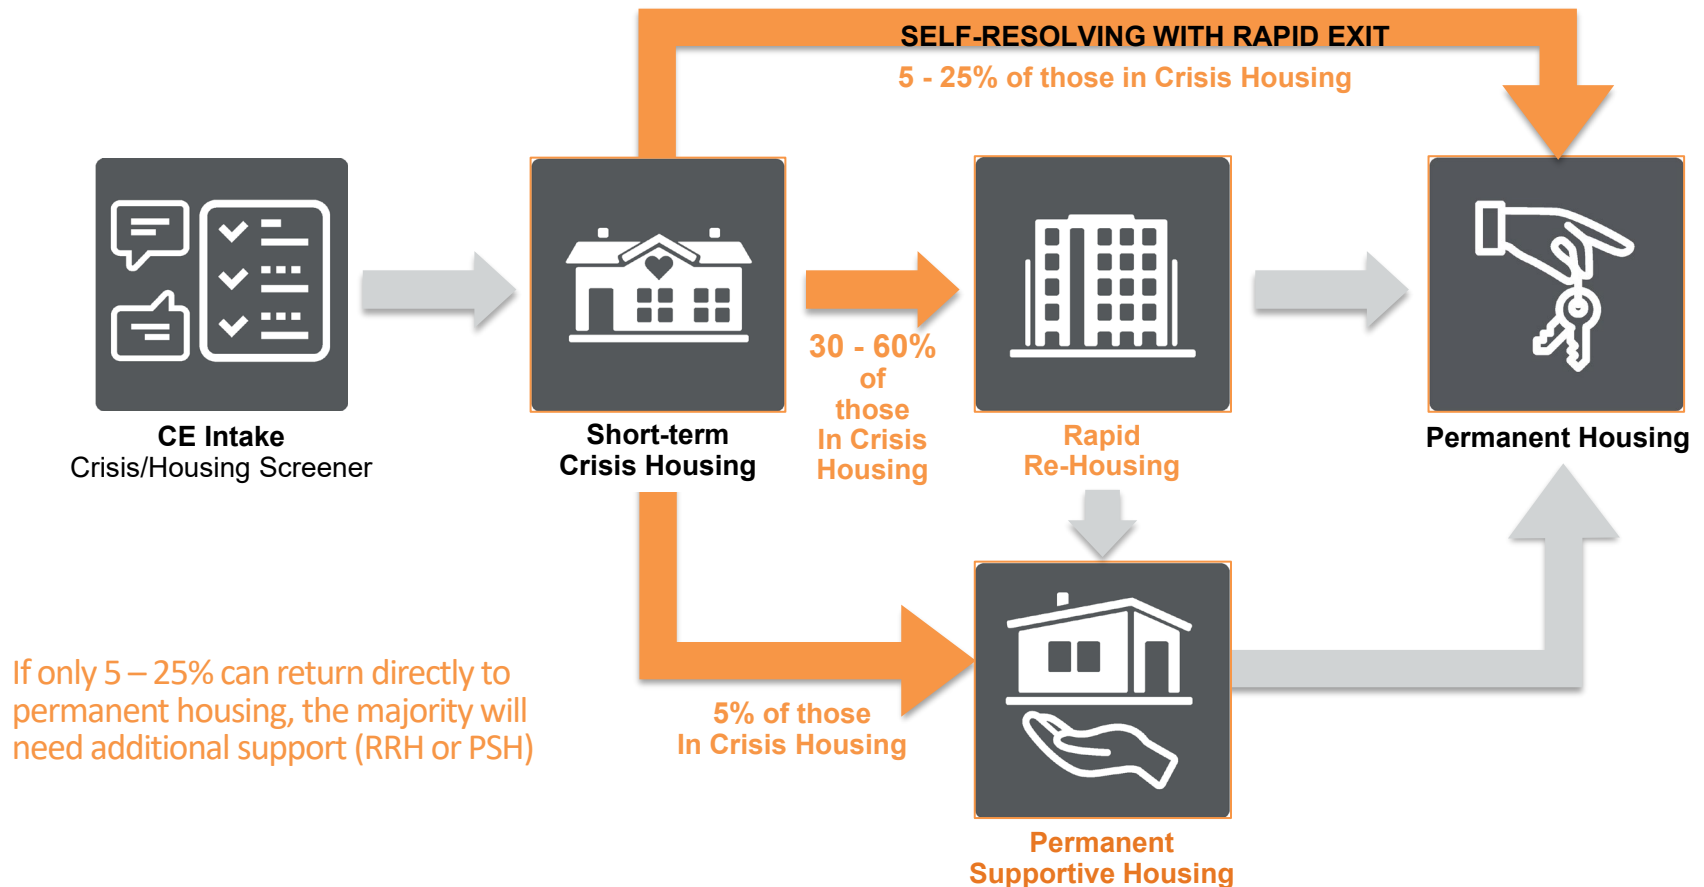 SELF-RESOLVING WITH RAPID EXIT
5 - 25% of those in Crisis Housing
CE Intake
Crisis/Housing Screener
Short-term
Crisis Housing
30 - 60%
of
those
In Crisis
Housing
Rapid
Re-Housing
Permanent Housing
If only 5 – 25% can return directly to
permanent housing, the majority will
need additional support (RRH or PSH)
5% of those
In Crisis Housing
Permanent
Supportive Housing